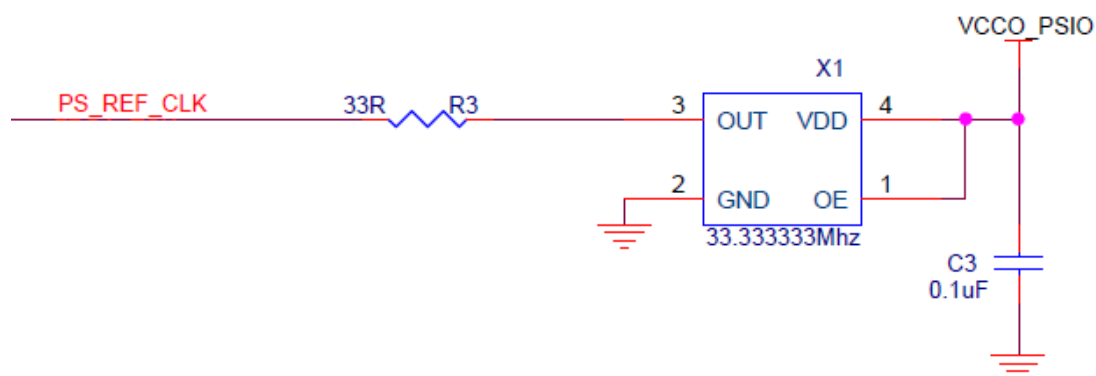 VCCO_PSIO
X1
PS_REF_CLK
33R
R3
3
OUT
VDD
4
2
GND
OE
1
33.333333Mhz
C3
0.1uF